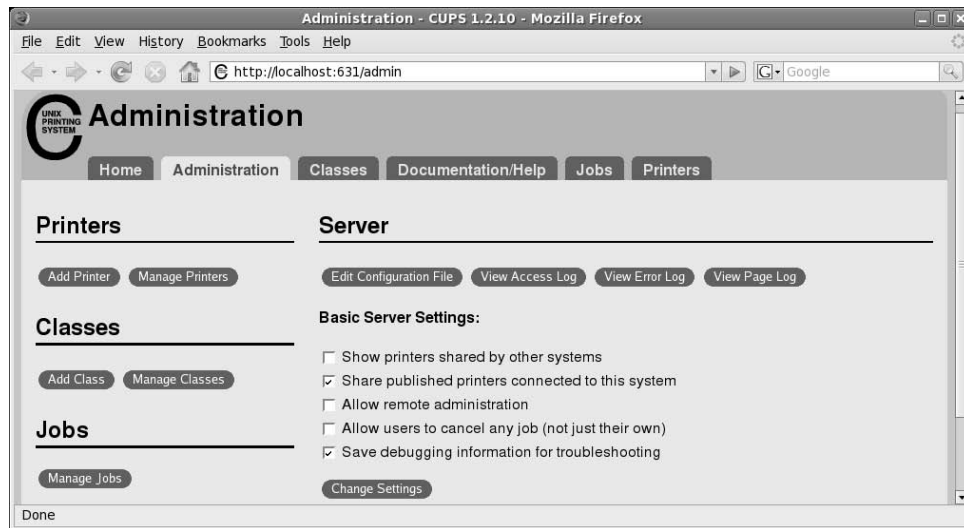 Administration - CUPS 1.2.10 - Mozilla Firefox
File Edit View History Bookmarks Tools Help
http://localhost:631/admin
G Google
UNIX
PRINTING
SYSTEM
Administration
Home Administration Classes Documentation/Help Jobs Printers
Printers
Add Printer Manage Printers
Classes
Add Class Manage Classes
Jobs
Manage Jobs
Server
Edit Configuration File View Access Log View Error Log View Page Log
Basic Server Settings:
Show printers shared by other systems
Share published printers connected to this system
Allow remote administration
Allow users to cancel any job (not just their own)
Save debugging information for troubleshooting
Change Settings
Done